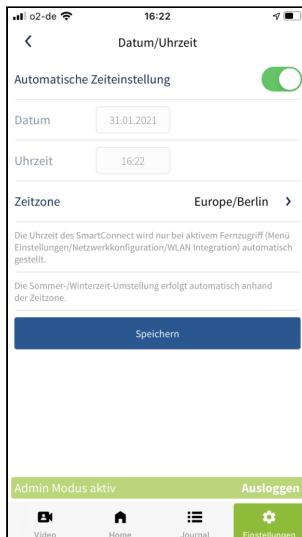 o2-de 16:22
Datum/Uhrzeit
Automatische Zeiteinstellung
Datum 31.01.2021
Uhrzeit 16:22
Zeitzone Europe/Berlin
Die Uhrzeit des SmartConnect wird nur bei aktivem Fernzugriff (Menü
Einstellungen/Netzwerkkonfiguration/WLAN Integration) automatisch
gestellt.
Die Sommer-/Winterzeit-Umstellung erfolgt automatisch anhand
der Zeitzone.
Speichern
Admin Modus aktiv Ausloggen
Video Home Journal Einstellungen